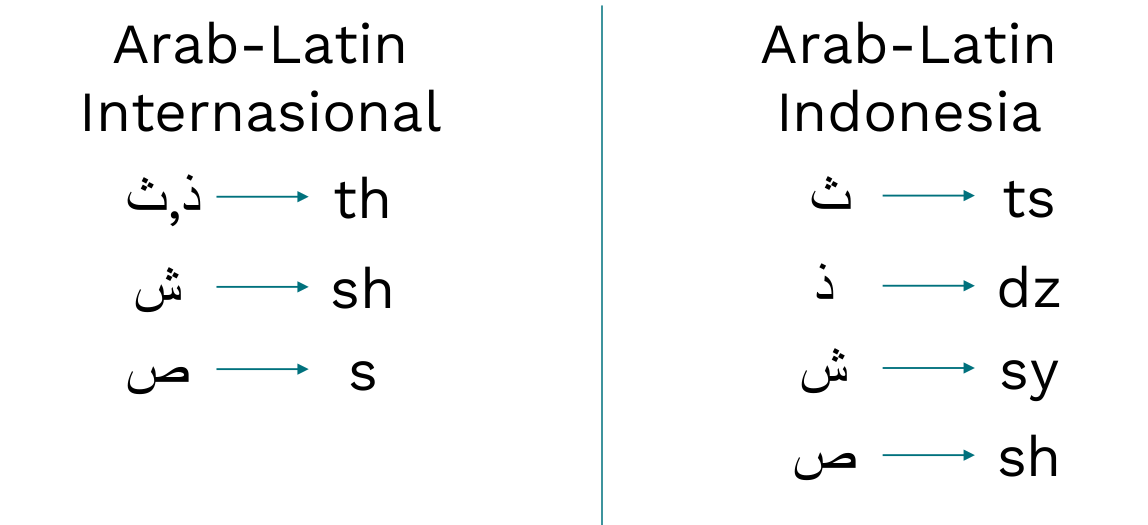 Arab-Latin
Internasional
ث,ذ → th
ش → sh
ص → s
Arab-Latin
Indonesia
ث → ts
ذ → dz
ش → sy
ص → sh